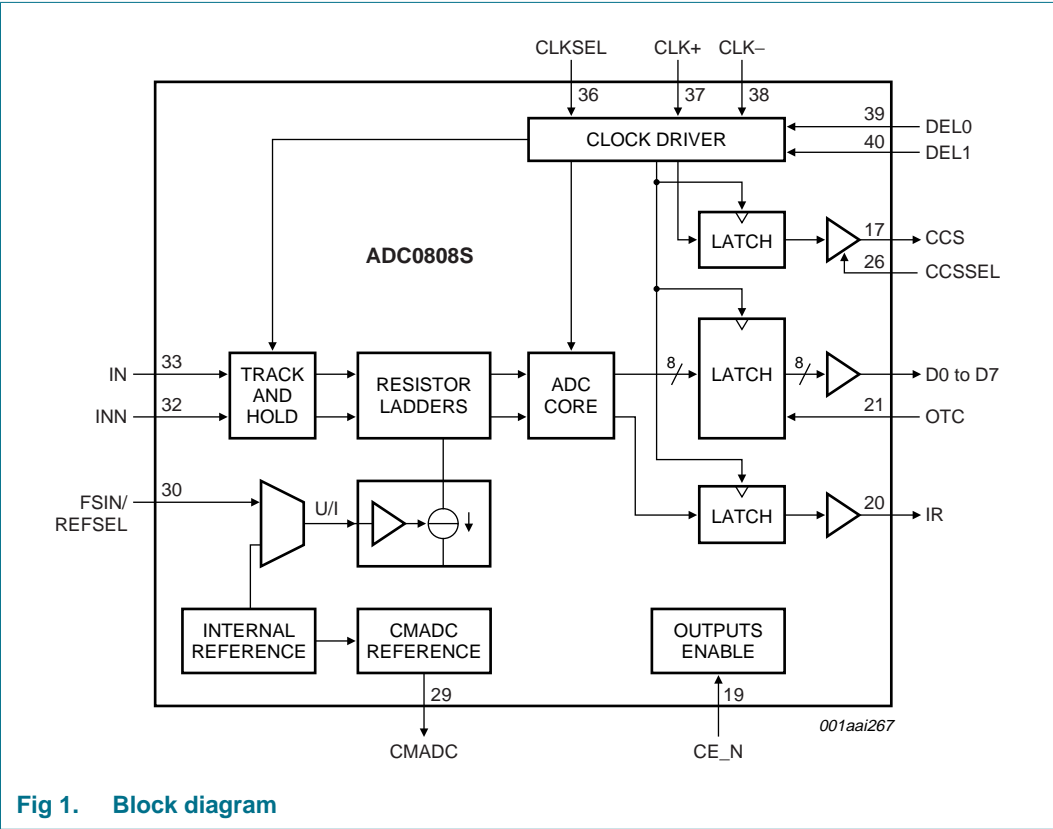 CLKSEL CLK+ CLK−
36 37 38
39
DEL0
CLOCK DRIVER
40
DEL1
LATCH
17
CCS
26
CCSSEL
ADC0808S
IN
33
INN
32
TRACK
AND
HOLD
RESISTOR
LADDERS
ADC
CORE
8
LATCH
8
D0 to D7
21
OTC
FSIN/
REFSEL
30
U/I
LATCH
20
IR
INTERNAL
REFERENCE
CMADC
REFERENCE
OUTPUTS
ENABLE
29
19
001aai267
CMADC
CE_N
Fig 1. Block diagram